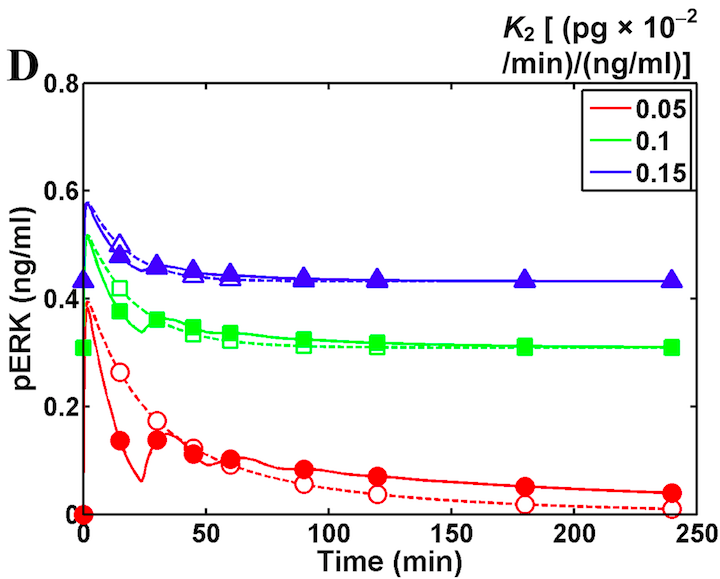 K₂ [ (pg × 10⁻²
/min)/(ng/ml)]
D
0.8
0.6
0.4
0.2
0
0.05
0.1
0.15
pERK (ng/ml)
0 50 100 150 200 250
Time (min)